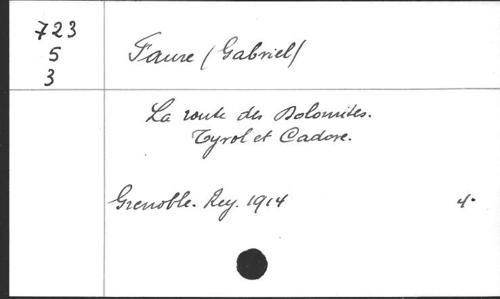 723
5
3
Faure (Gabriel)
La route des Dolomites.
Tyrol et Cadore.
Grenoble. Rey. 1914 4°